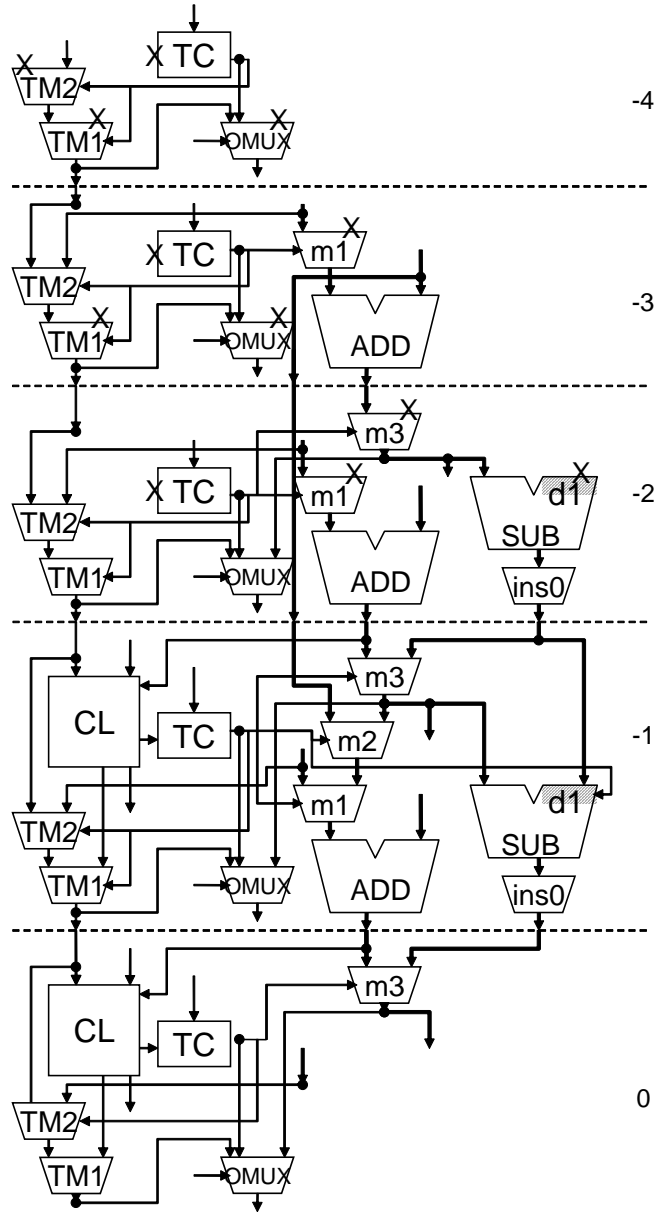 X TC
X
TM2
-4
X X
TM1 OMUX
X
X TC m1
TM2
-3
X X
TM1 OMUX
ADD
X
m3
X X
X TC m1 d1
-2
TM2
SUB
TM1 OMUX ADD ins0
m3
CL TC m2
-1
m1 d1
TM2
SUB
TM1 OMUX ADD ins0
m3
CL TC
0
TM2
TM1 OMUX